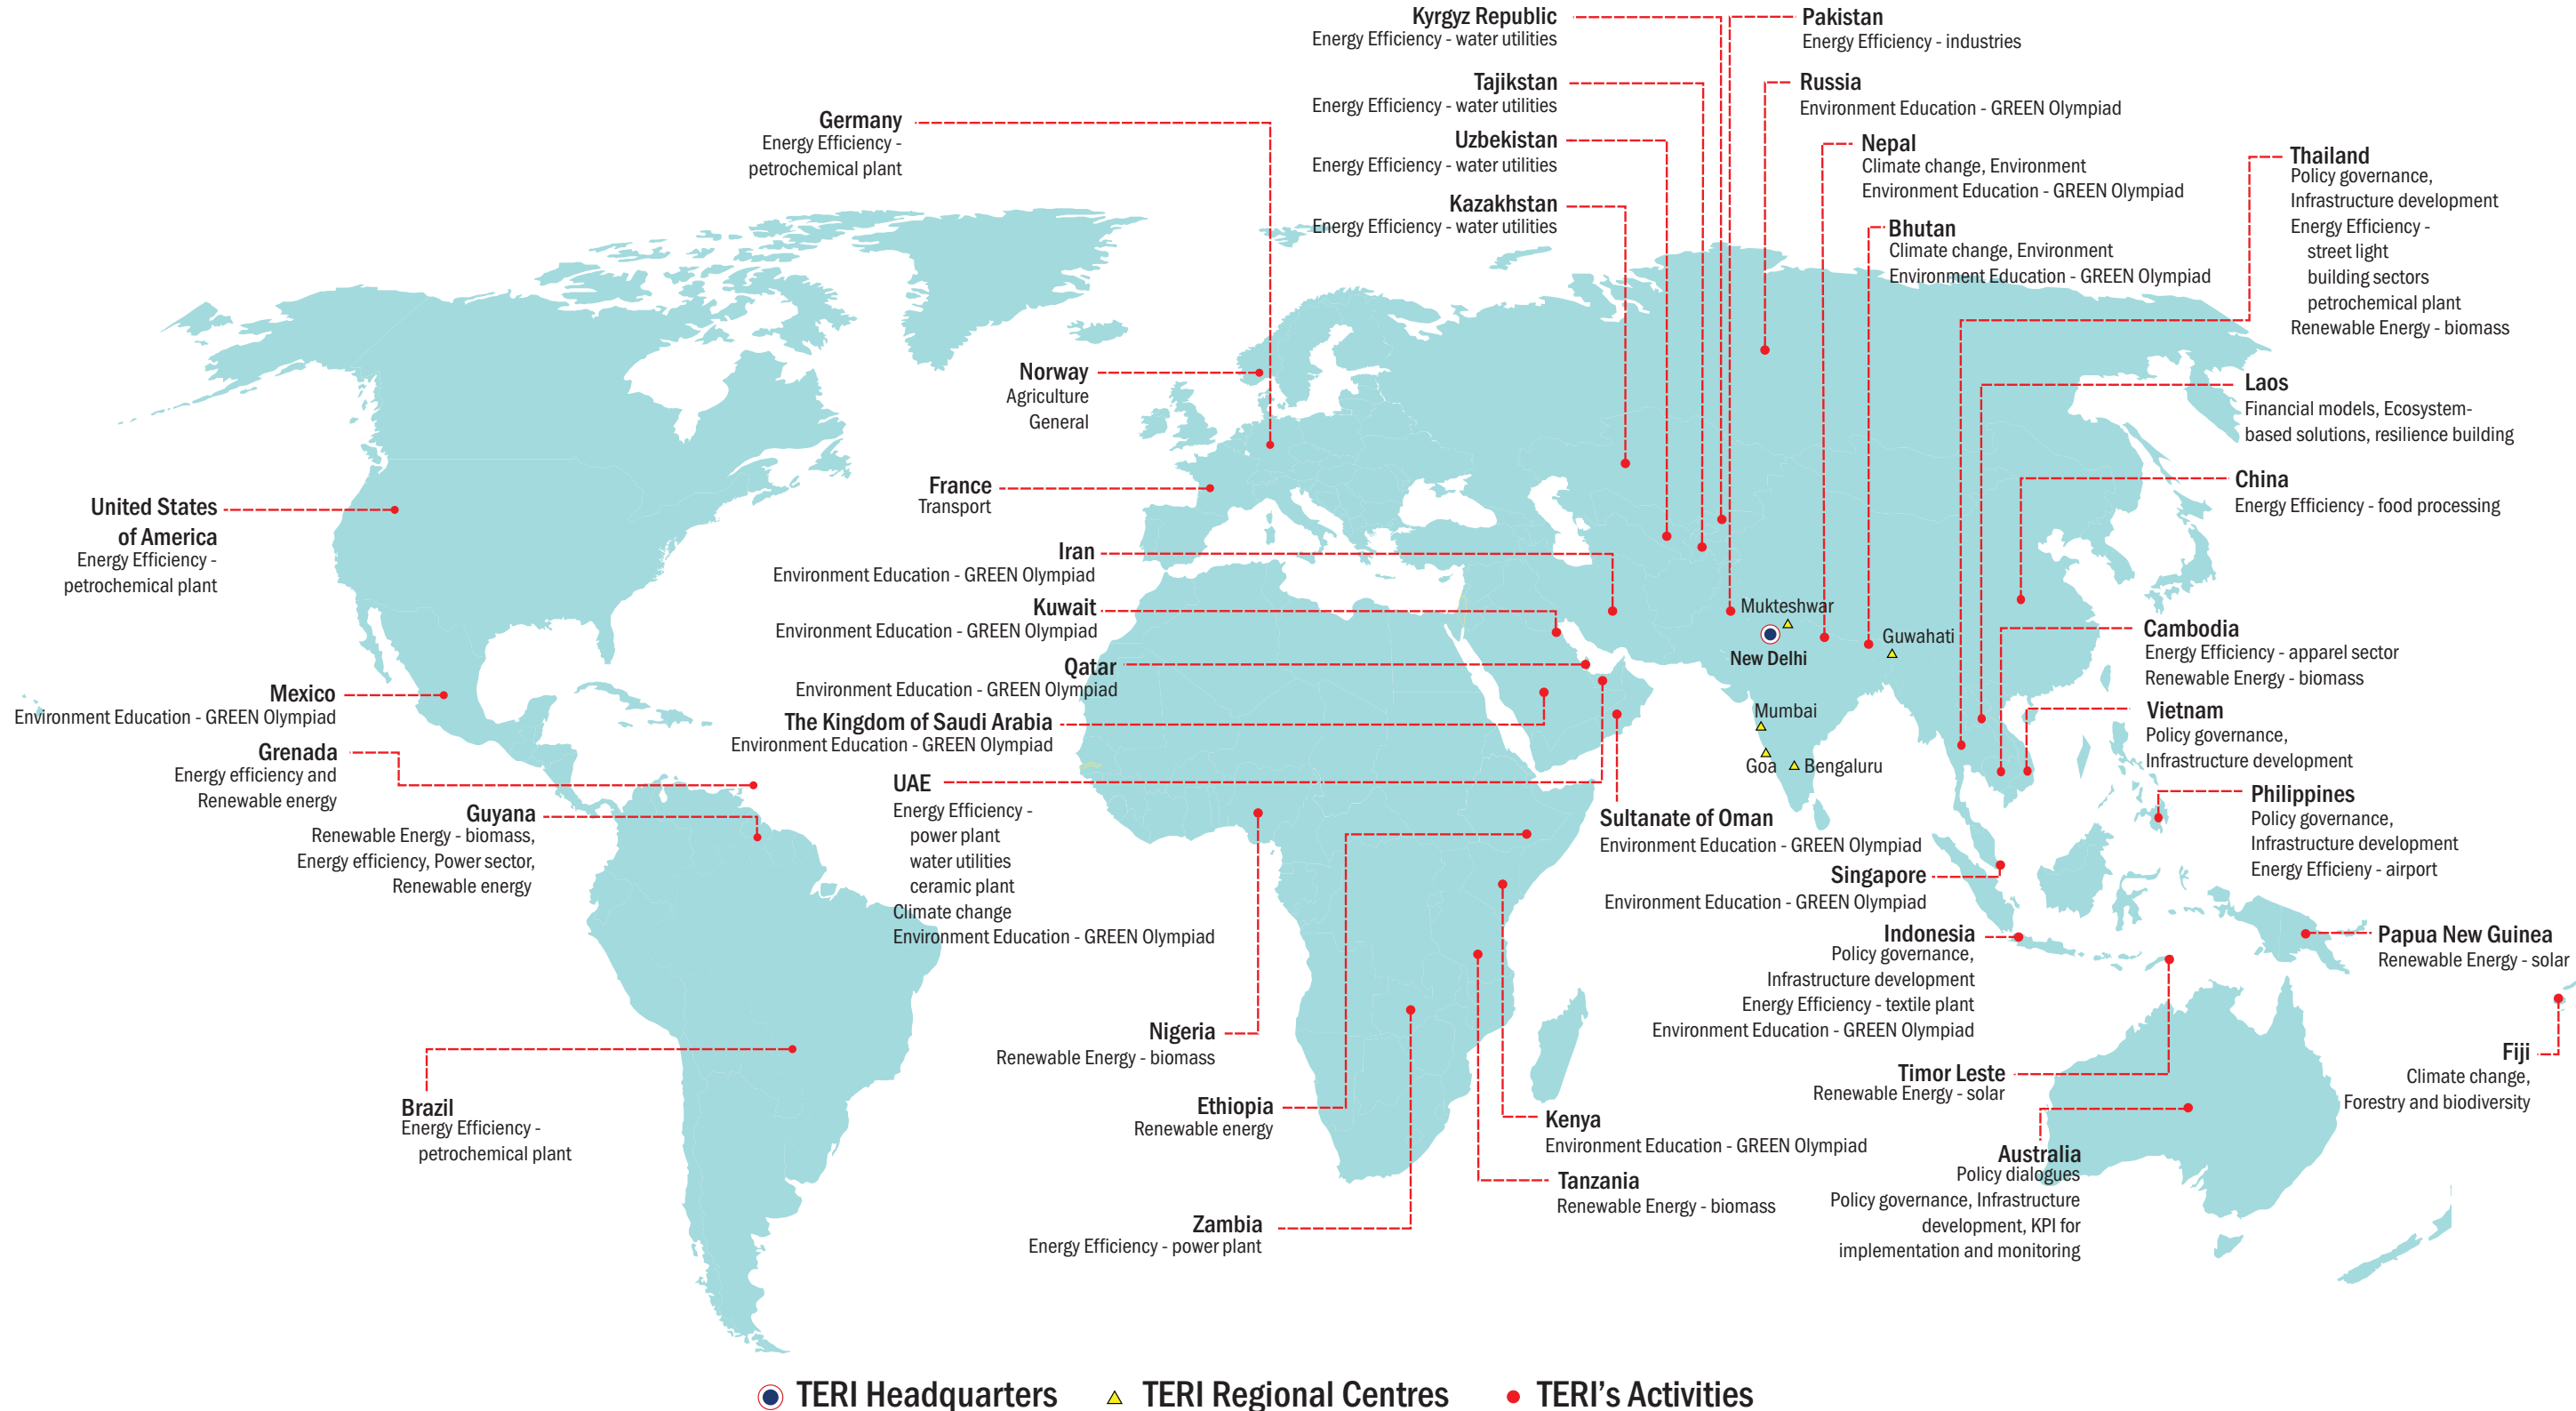 Kyrgyz Republic
Energy Efficiency - water utilities
Pakistan
Energy Efficiency - industries
Tajikstan
Energy Efficiency - water utilities
Russia
Environment Education - GREEN Olympiad
Germany
Energy Efficiency -
petrochemical plant
Uzbekistan
Energy Efficiency - water utilities
Nepal
Climate change, Environment
Environment Education - GREEN Olympiad
Thailand
Policy governance,
Infrastructure development
Energy Efficiency -
street light
building sectors
petrochemical plant
Renewable Energy - biomass
Kazakhstan
Energy Efficiency - water utilities
Bhutan
Climate change, Environment
Environment Education - GREEN Olympiad
Norway
Agriculture
General
Laos
Financial models, Ecosystem-
based solutions, resilience building
France
Transport
China
Energy Efficiency - food processing
United States
of America
Energy Efficiency -
petrochemical plant
Iran
Environment Education - GREEN Olympiad
Kuwait
Environment Education - GREEN Olympiad
Mukteshwar
New Delhi
Guwahati
Cambodia
Energy Efficiency - apparel sector
Renewable Energy - biomass
Qatar
Environment Education - GREEN Olympiad
Mexico
Environment Education - GREEN Olympiad
The Kingdom of Saudi Arabia
Environment Education - GREEN Olympiad
Mumbai
Goa
Bengaluru
Vietnam
Policy governance,
Infrastructure development
Grenada
Energy efficiency and
Renewable energy
UAE
Energy Efficiency -
power plant
water utilities
ceramic plant
Climate change
Environment Education - GREEN Olympiad
Guyana
Renewable Energy - biomass,
Energy efficiency, Power sector,
Renewable energy
Sultanate of Oman
Environment Education - GREEN Olympiad
Philippines
Policy governance,
Infrastructure development
Energy Efficieny - airport
Singapore
Environment Education - GREEN Olympiad
Indonesia
Policy governance,
Infrastructure development
Energy Efficiency - textile plant
Environment Education - GREEN Olympiad
Papua New Guinea
Renewable Energy - solar
Nigeria
Renewable Energy - biomass
Fiji
Climate change,
Forestry and biodiversity
Timor Leste
Renewable Energy - solar
Brazil
Energy Efficiency -
petrochemical plant
Ethiopia
Renewable energy
Kenya
Environment Education - GREEN Olympiad
Australia
Policy dialogues
Policy governance, Infrastructure
development, KPI for
implementation and monitoring
Tanzania
Renewable Energy - biomass
Zambia
Energy Efficiency - power plant
TERI Headquarters
TERI Regional Centres
TERI's Activities